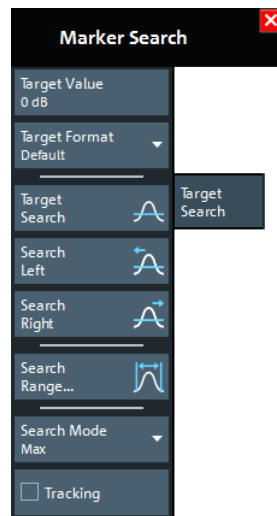 Marker Search
Target Value
0 dB
Target Format
Default
Target
Search
Search
Left
Search
Right
Search
Range...
Search Mode
Max
Tracking
Target
Search